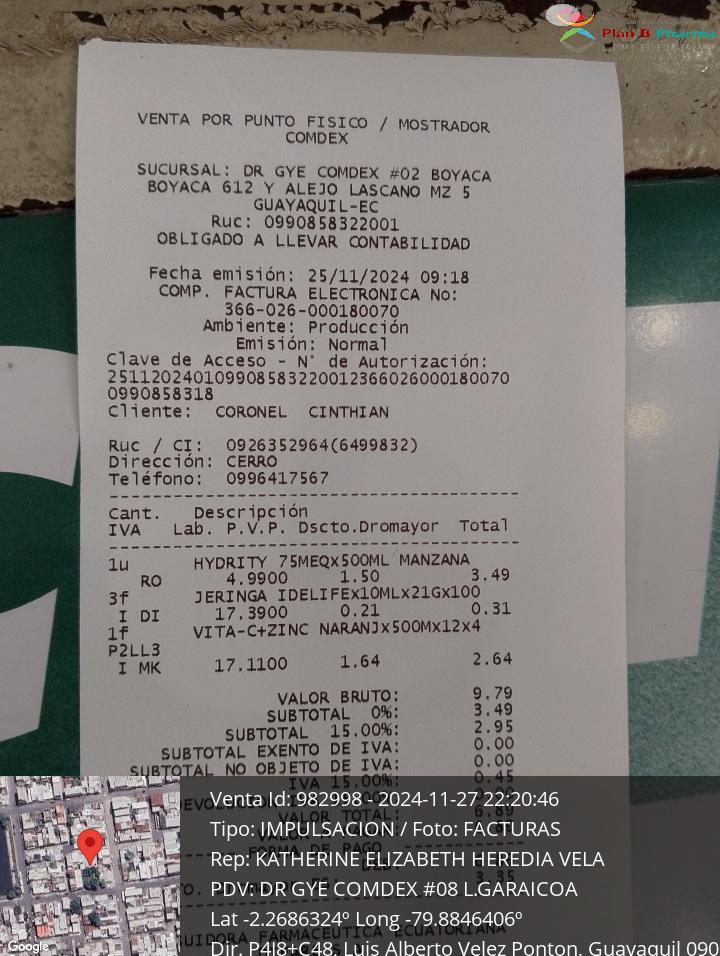 Plan B Pharma
VENTA POR PUNTO FISICO / MOSTRADOR
COMDEX
SUCURSAL: DR GYE COMDEX #02 BOYACA
BOYACA 612 Y ALEJO LASCANO MZ 5
GUAYAQUIL-EC
Ruc: 0990858322001
OBLIGADO A LLEVAR CONTABILIDAD
Fecha emisión: 25/11/2024 09:18
COMP. FACTURA ELECTRONICA No:
366-026-000180070
Ambiente: Producción
Emisión: Normal
Clave de Acceso - N° de Autorización:
251120240109908583220012366026000180070
0990858318
Cliente: CORONEL CINTHIAN
Ruc / CI: 0926352964(6499832)
Dirección: CERRO
Teléfono: 0996417567
Cant. Descripción
IVA Lab. P.V.P. Dscto.Dromayor Total
1u HYDRITY 75MEQx500ML MANZANA
RO 4.9900 1.50 3.49
3f JERINGA IDELIFEx10MLx21Gx100
I DI 17.3900 0.21 0.31
1f VITA-C+ZINC NARANJx500Mx12x4
P2LL3
I MK 17.1100 1.64 2.64
VALOR BRUTO: 9.79
SUBTOTAL 0%: 3.49
SUBTOTAL 15.00%: 2.95
SUBTOTAL EXENTO DE IVA: 0.00
SUBTOTAL NO OBJETO DE IVA: 0.00
IVA 15.00%: 0.45
Venta Id: 982998 - 2024-11-27 22:20:46
Tipo: IMPULSACION / Foto: FACTURAS
FORMA DE PAGO
Rep: KATHERINE ELIZABETH HEREDIA VELA
PDV: DR GYE COMDEX #08 L.GARAICOA
Lat -2.2686324º Long -79.8846406º
FARMACEUTICA ECUATORIANA
Dir. P4J8+C48, Luis Alberto Velez Ponton, Guayaquil 090
Google